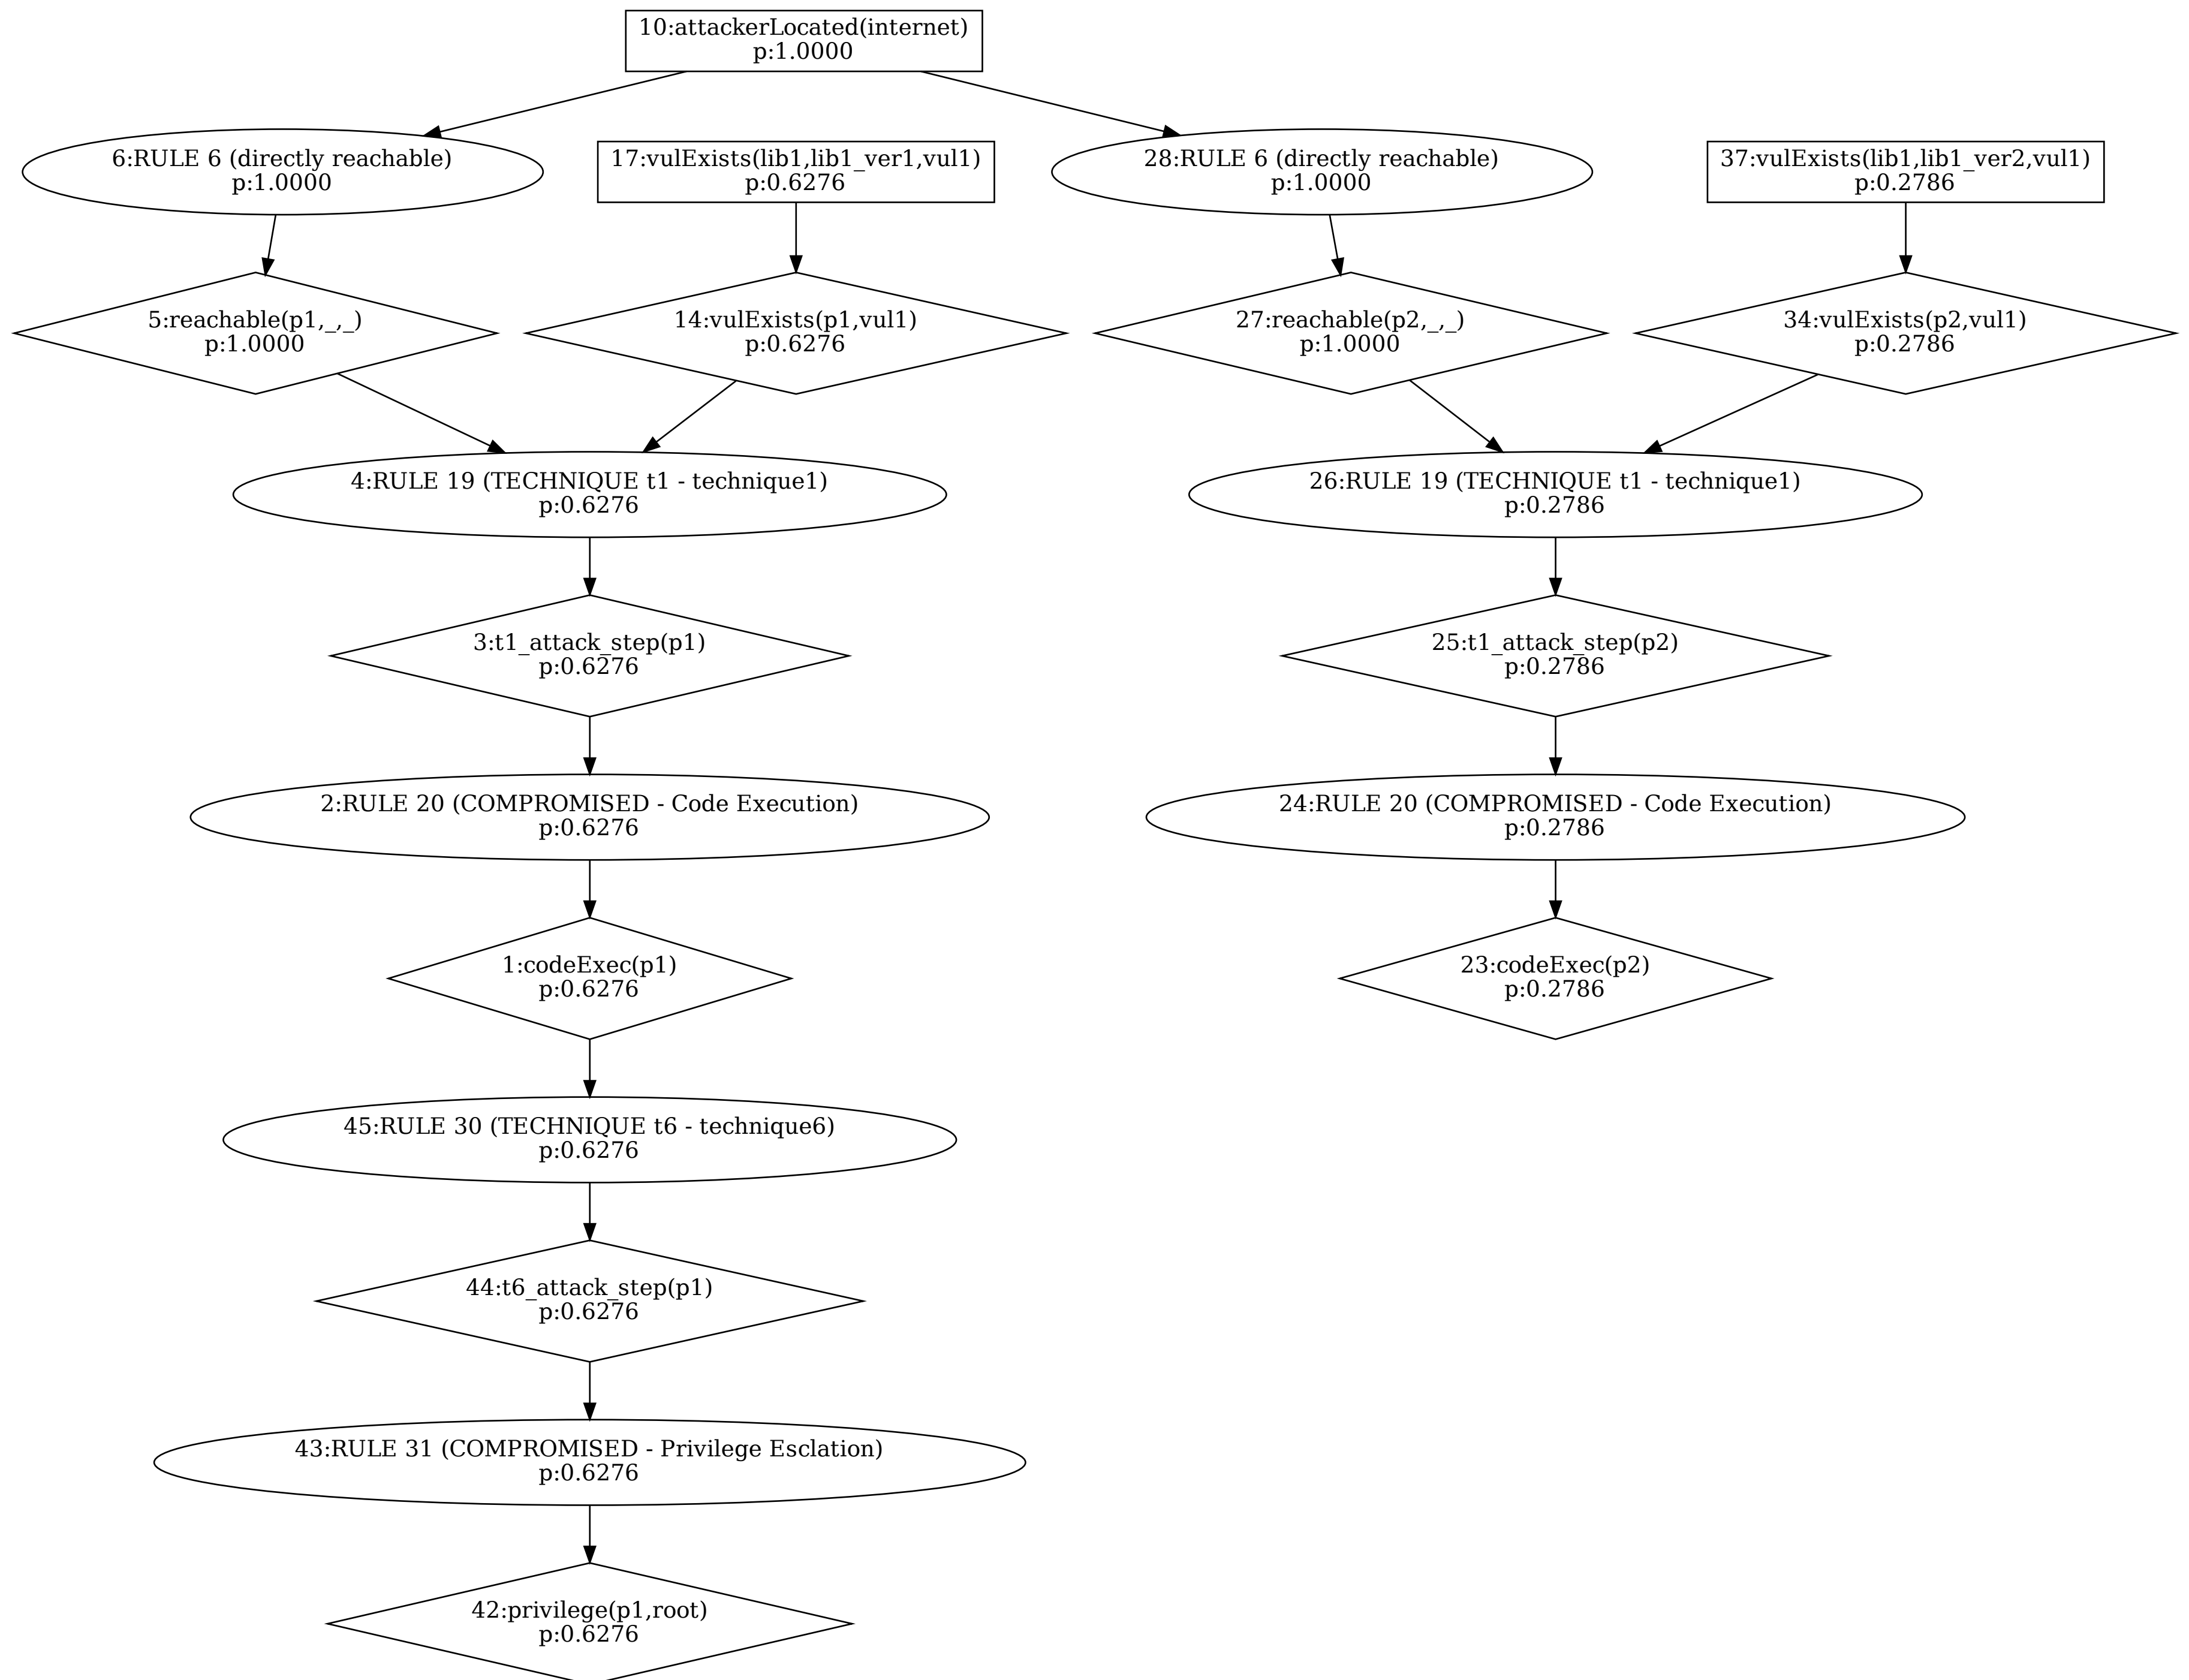 10:attackerLocated(internet)
p:1.0000
6:RULE 6 (directly reachable)
p:1.0000
17:vulExists(lib1,lib1_ver1,vul1)
p:0.6276
28:RULE 6 (directly reachable)
p:1.0000
37:vulExists(lib1,lib1_ver2,vul1)
p:0.2786
5:reachable(p1,_,_)
p:1.0000
14:vulExists(p1,vul1)
p:0.6276
27:reachable(p2,_,_)
p:1.0000
34:vulExists(p2,vul1)
p:0.2786
4:RULE 19 (TECHNIQUE t1 - technique1)
p:0.6276
26:RULE 19 (TECHNIQUE t1 - technique1)
p:0.2786
3:t1_attack_step(p1)
p:0.6276
25:t1_attack_step(p2)
p:0.2786
2:RULE 20 (COMPROMISED - Code Execution)
p:0.6276
24:RULE 20 (COMPROMISED - Code Execution)
p:0.2786
1:codeExec(p1)
p:0.6276
23:codeExec(p2)
p:0.2786
45:RULE 30 (TECHNIQUE t6 - technique6)
p:0.6276
44:t6_attack_step(p1)
p:0.6276
43:RULE 31 (COMPROMISED - Privilege Esclation)
p:0.6276
42:privilege(p1,root)
p:0.6276